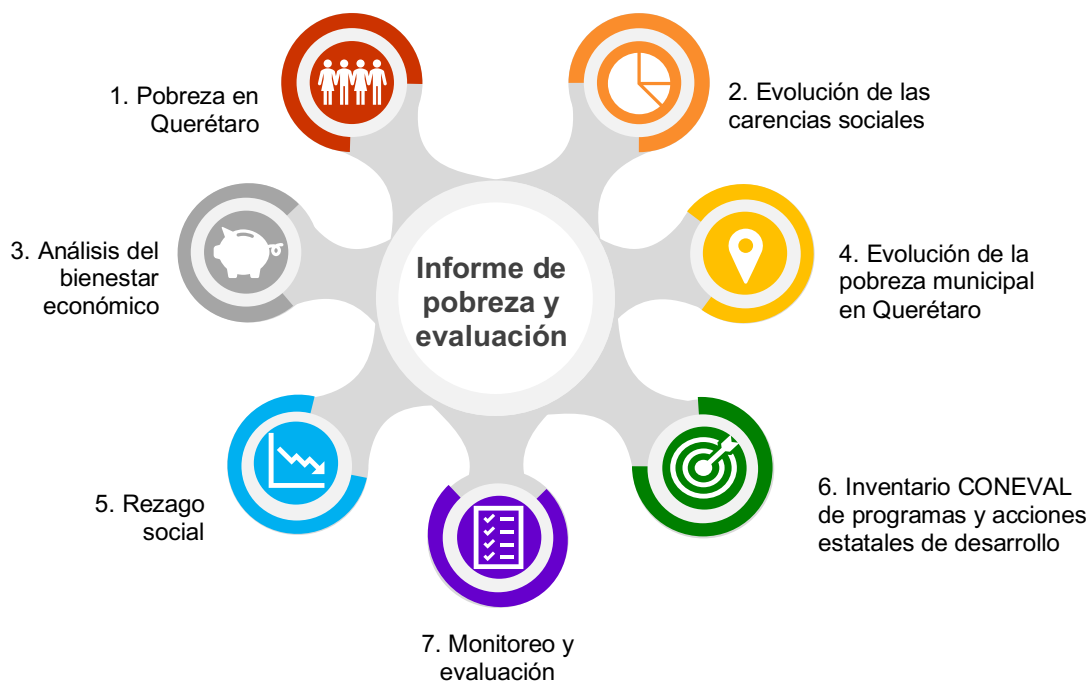 1. Pobreza en
Querétaro
2. Evolución de las
carencias sociales
3. Análisis del
bienestar
económico
Informe de
pobreza y
evaluación
4. Evolución de la
pobreza municipal
en Querétaro
5. Rezago
social
6. Inventario CONEVAL
de programas y acciones
estatales de desarrollo
7. Monitoreo y
evaluación